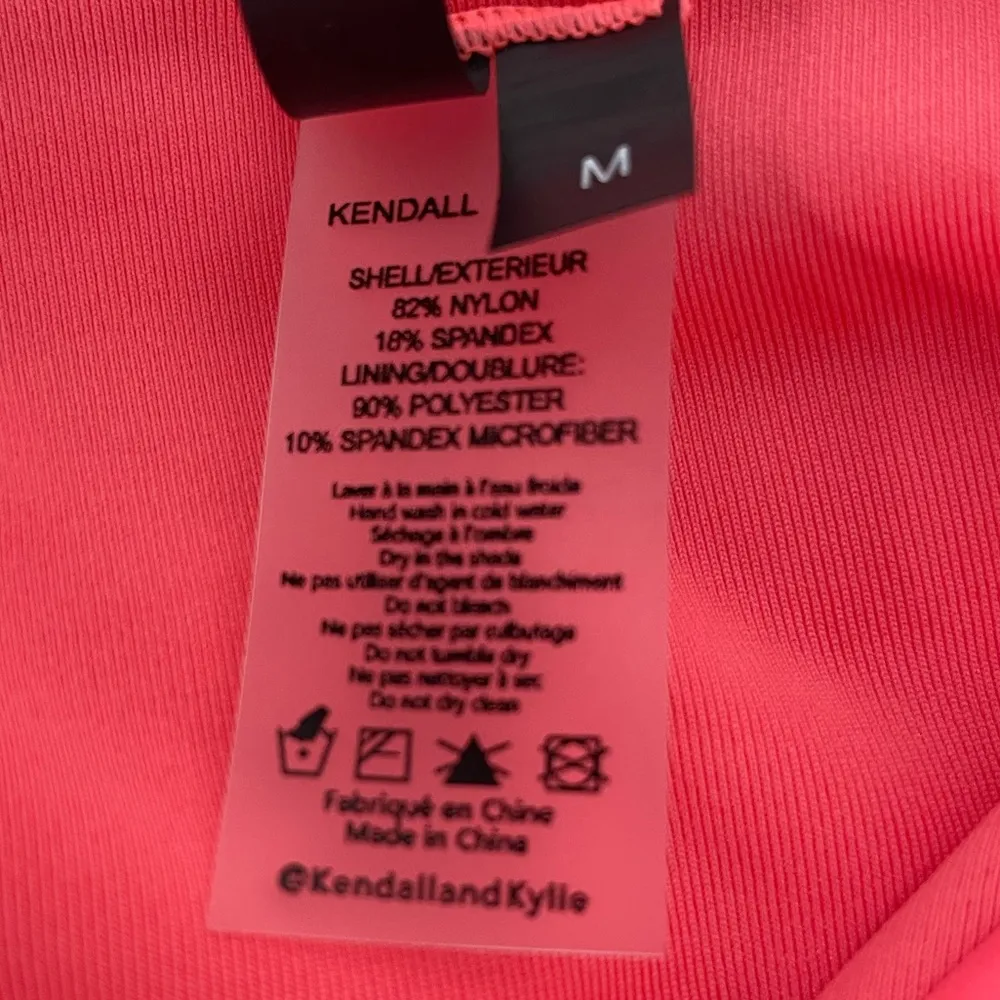 M
KENDALL
SHELL/EXTERIEUR
82% NYLON
18% SPANDEX
LINING/DOUBLURE:
90% POLYESTER
10% SPANDEX MICROFIBER
Laver à la main à l'eau froide
Hand wash in cold water
Séchage à l'ombre
Dry in the shade
Ne pas utiliser d'agent de blanchiment
Do not bleach
Ne pas sécher par culbutage
Do not tumble dry
Ne pas nettoyer à sec
Do not dry clean
Fabriqué en Chine
Made in China
@KendallandKylie